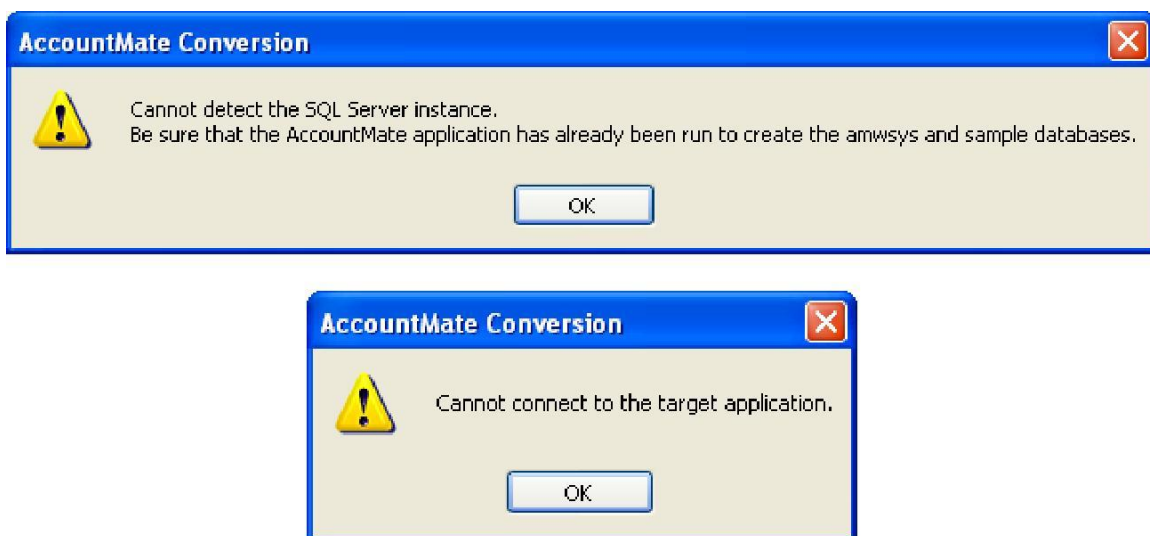 AccountMate Conversion
Cannot detect the SQL Server instance.
Be sure that the AccountMate application has already been run to create the amwsys and sample databases.
OK
AccountMate Conversion
Cannot connect to the target application.
OK